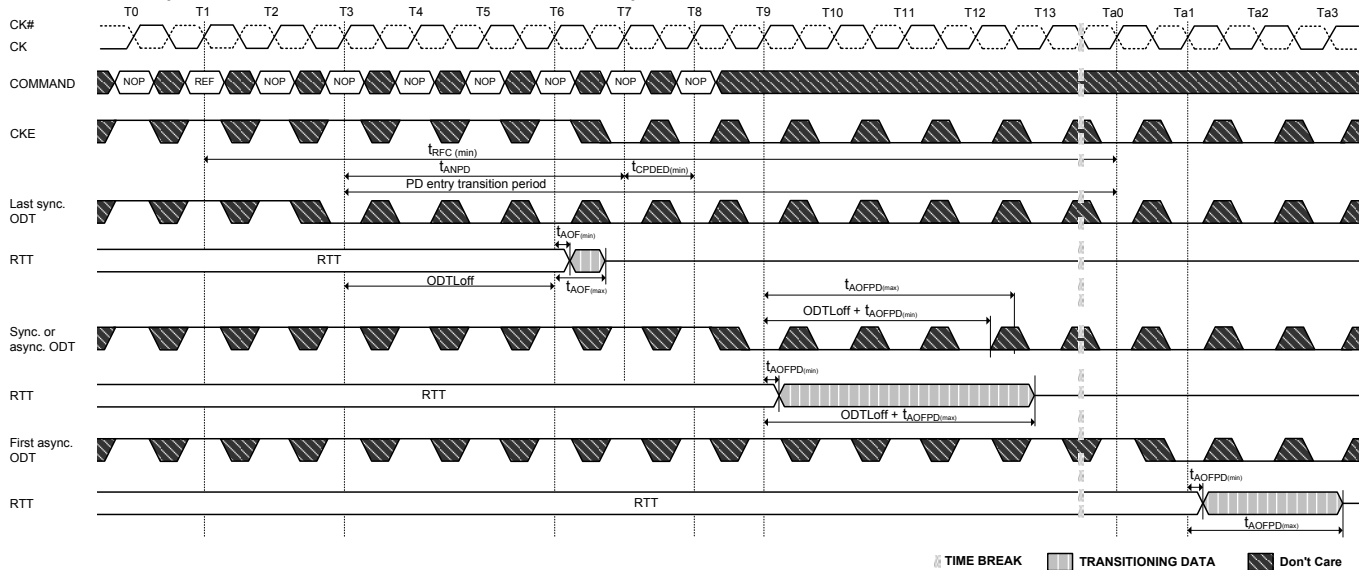 T0 T1 T2 T3 T4 T5 T6 T7 T8 T9 T10 T11 T12 T13 Ta0 Ta1 Ta2 Ta3
CK#
CK
COMMAND NOP REF NOP NOP NOP NOP NOP NOP NOP
CKE
tRFC (min)
tANPD tCPDED(min)
PD entry transition period
Last sync.
ODT
tAOF(min)
RTT RTT
ODTLoff tAOF(max)
tAOFPD(max)
ODTLoff + tAOFPD(min)
Sync. or
async. ODT
tAOFPD(min)
RTT RTT
ODTLoff + tAOFPD(max)
First async.
ODT
tAOFPD(min)
RTT RTT
tAOFPD(max)
TIME BREAK TRANSITIONING DATA Don't Care